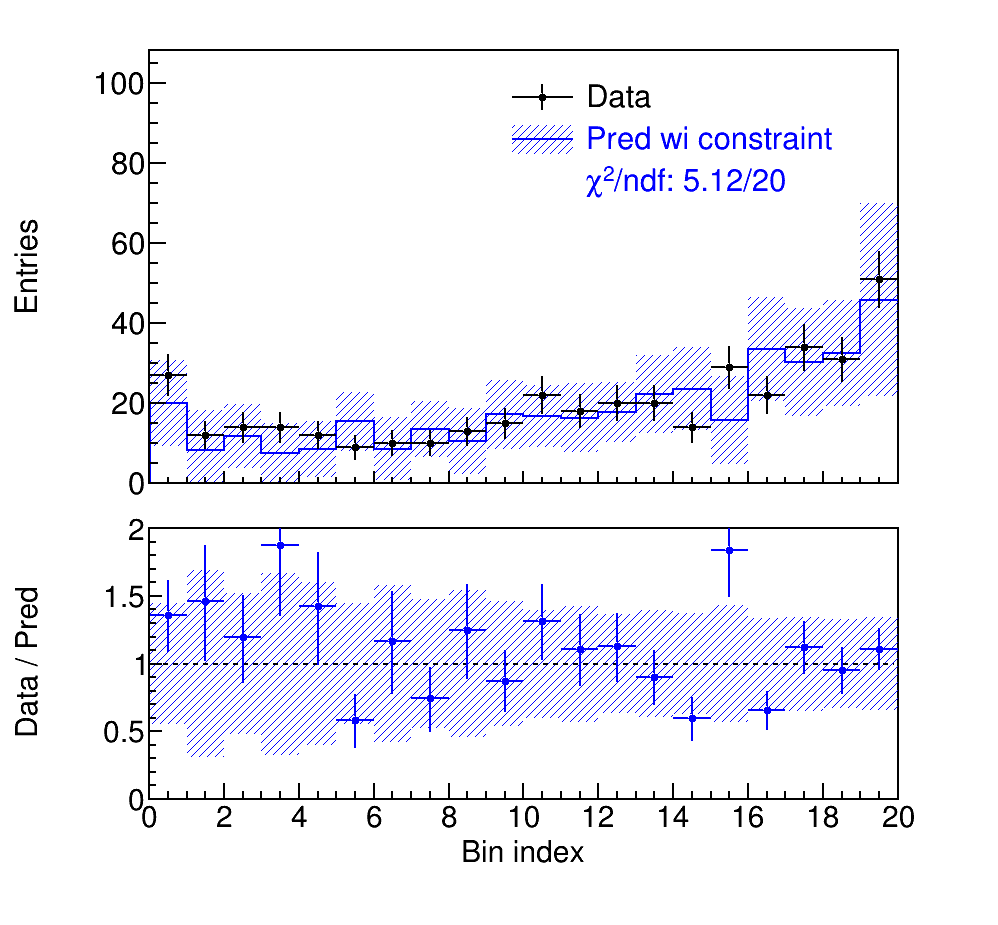 100
80
60
40
20
0
Entries
Data
Pred wi constraint
χ²/ndf: 5.12/20
2
1.5
1
0.5
0
Data / Pred
0 2 4 6 8 10 12 14 16 18 20
Bin index